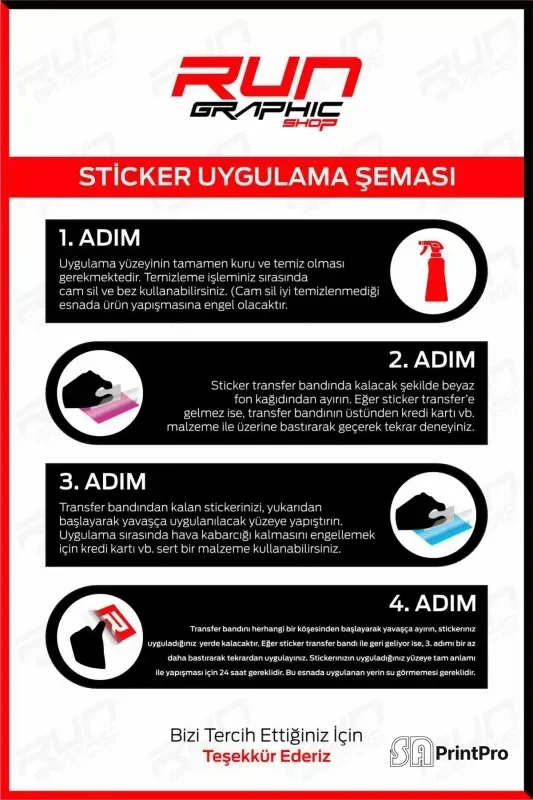 RUN
GRAPHIC
SHOP
STİCKER UYGULAMA ŞEMASI
1. ADIM
Uygulama yüzeyinin tamamen kuru ve temiz olması
gerekmektedir. Temizleme işleminiz sırasında
cam sil ve bez kullanabilirsiniz. (Cam sil iyi temizlenmediği
esnada ürün yapışmasına engel olacaktır.
2. ADIM
Sticker transfer bandında kalacak şekilde beyaz
fon kağıdından ayırın. Eğer sticker transfer'e
gelmez ise, transfer bandının üstünden kredi kartı vb.
malzeme ile üzerine bastırarak geçerek tekrar deneyiniz.
3. ADIM
Transfer bandından kalan stickerinizi, yukarıdan
başlayarak yavaşça uygulanılacak yüzeye yapıştırın.
Uygulama sırasında hava kabarcığı kalmasını engellemek
için kredi kartı vb. sert bir malzeme kullanabilirsiniz.
4. ADIM
Transfer bandını herhangi bir köşesinden başlayarak yavaşça ayırın, stickerınız
uyguladığınız yerde kalacaktır. Eğer sticker transfer bandı ile geri geliyor ise, 3. adımı bir az
daha bastırarak tekrardan uygulayınız. Stickerınızın uyguladığınız yüzeye tam anlamı
ile yapışması için 24 saat gereklidir. Bu esnada uygulanan yerin su görmemesi gereklidir.
Bizi Tercih Ettiğiniz İçin
Teşekkür Ederiz
SA PrintPro